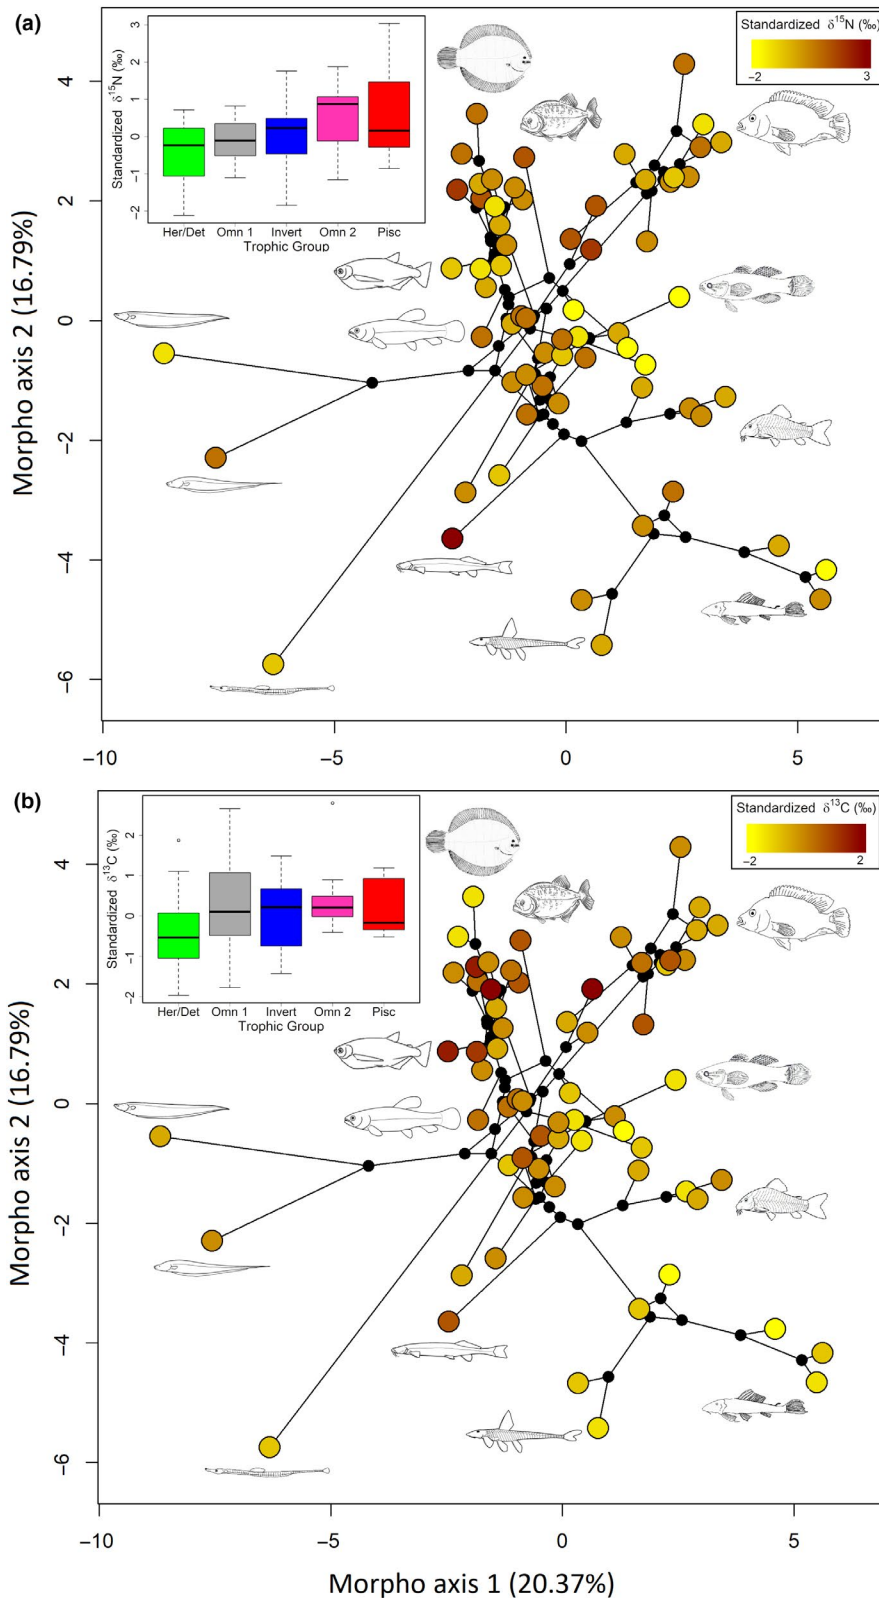 (a)
Standardized δ15N (‰)
3
2
1
0
−1
−2
Her/Det Omn 1 Invert Omn 2 Pisc
Trophic Group
Standardized δ15N (‰)
−2 3
Morpho axis 2 (16.79%)
4
2
0
−2
−4
−6
−10 −5 0 5
(b)
Standardized δ13C (‰)
2
1
0
−1
−2
Her/Det Omn 1 Invert Omn 2 Pisc
Trophic Group
Standardized δ13C (‰)
−2 2
Morpho axis 2 (16.79%)
4
2
0
−2
−4
−6
−10 −5 0 5
Morpho axis 1 (20.37%)